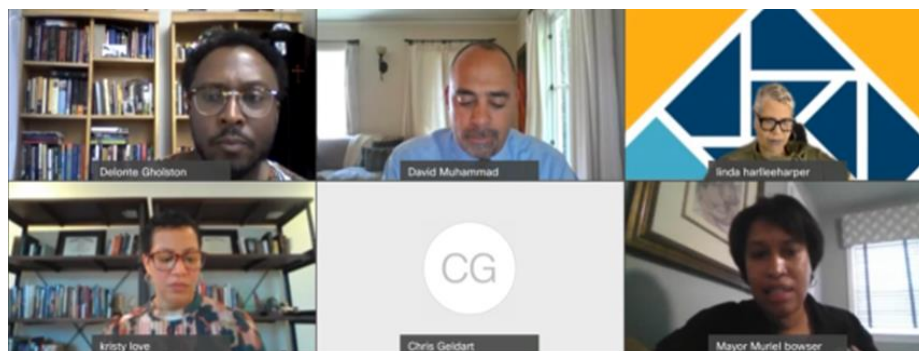 Delonte Gholston
David Muhammad
linda harlleeharper
kristy love
CG
Chris Geldart
Mayor Muriel bowser